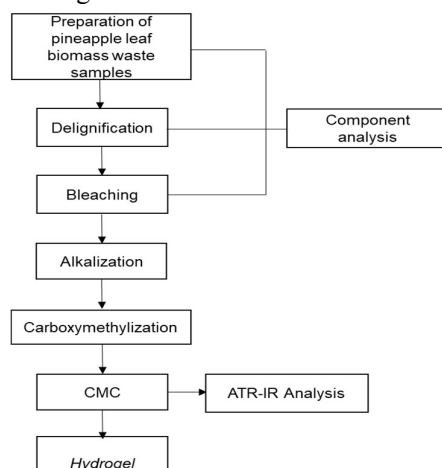 Preparation of
pineapple leaf
biomass waste
samples
Delignification
Component
analysis
Bleaching
Alkalization
Carboxymethylization
CMC
ATR-IR Analysis
Hydrogel